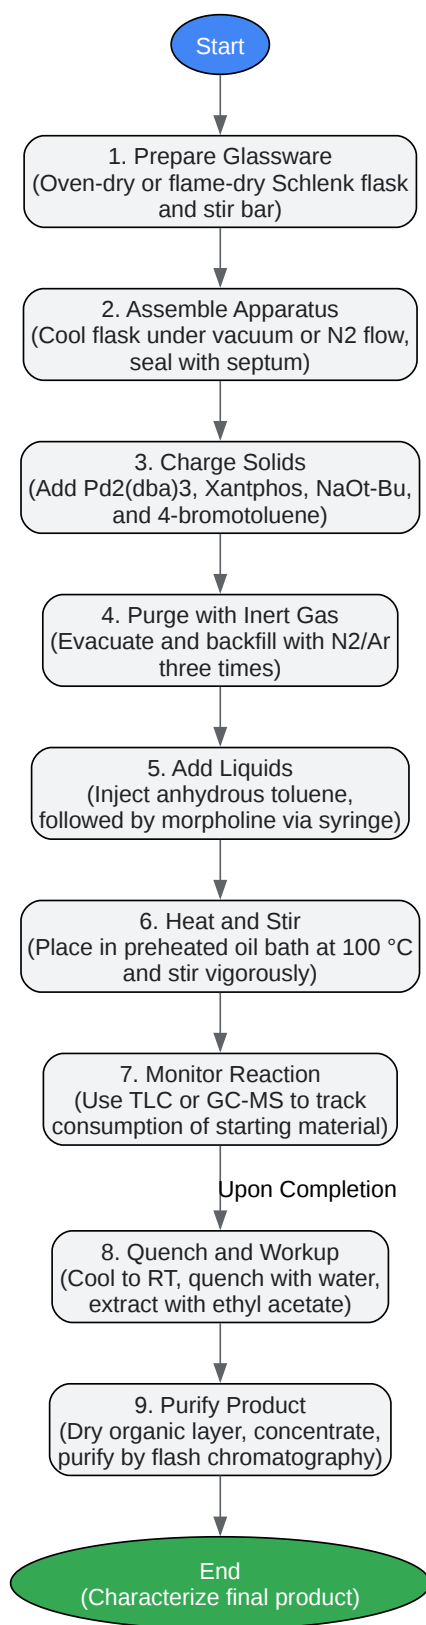 Start
1. Prepare Glassware
(Oven-dry or flame-dry Schlenk flask
and stir bar)
2. Assemble Apparatus
(Cool flask under vacuum or N2 flow,
seal with septum)
3. Charge Solids
(Add Pd2(dba)3, Xantphos, NaOt-Bu,
and 4-bromotoluene)
4. Purge with Inert Gas
(Evacuate and backfill with N2/Ar
three times)
5. Add Liquids
(Inject anhydrous toluene,
followed by morpholine via syringe)
6. Heat and Stir
(Place in preheated oil bath at 100 °C
and stir vigorously)
7. Monitor Reaction
(Use TLC or GC-MS to track
consumption of starting material)
Upon Completion
8. Quench and Workup
(Cool to RT, quench with water,
extract with ethyl acetate)
9. Purify Product
(Dry organic layer, concentrate,
purify by flash chromatography)
End
(Characterize final product)